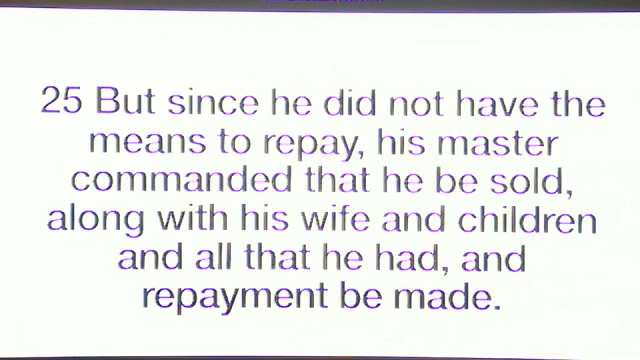 25 But since he did not have the
means to repay, his master
commanded that he be sold,
along with his wife and children
and all that he had, and
repayment be made.